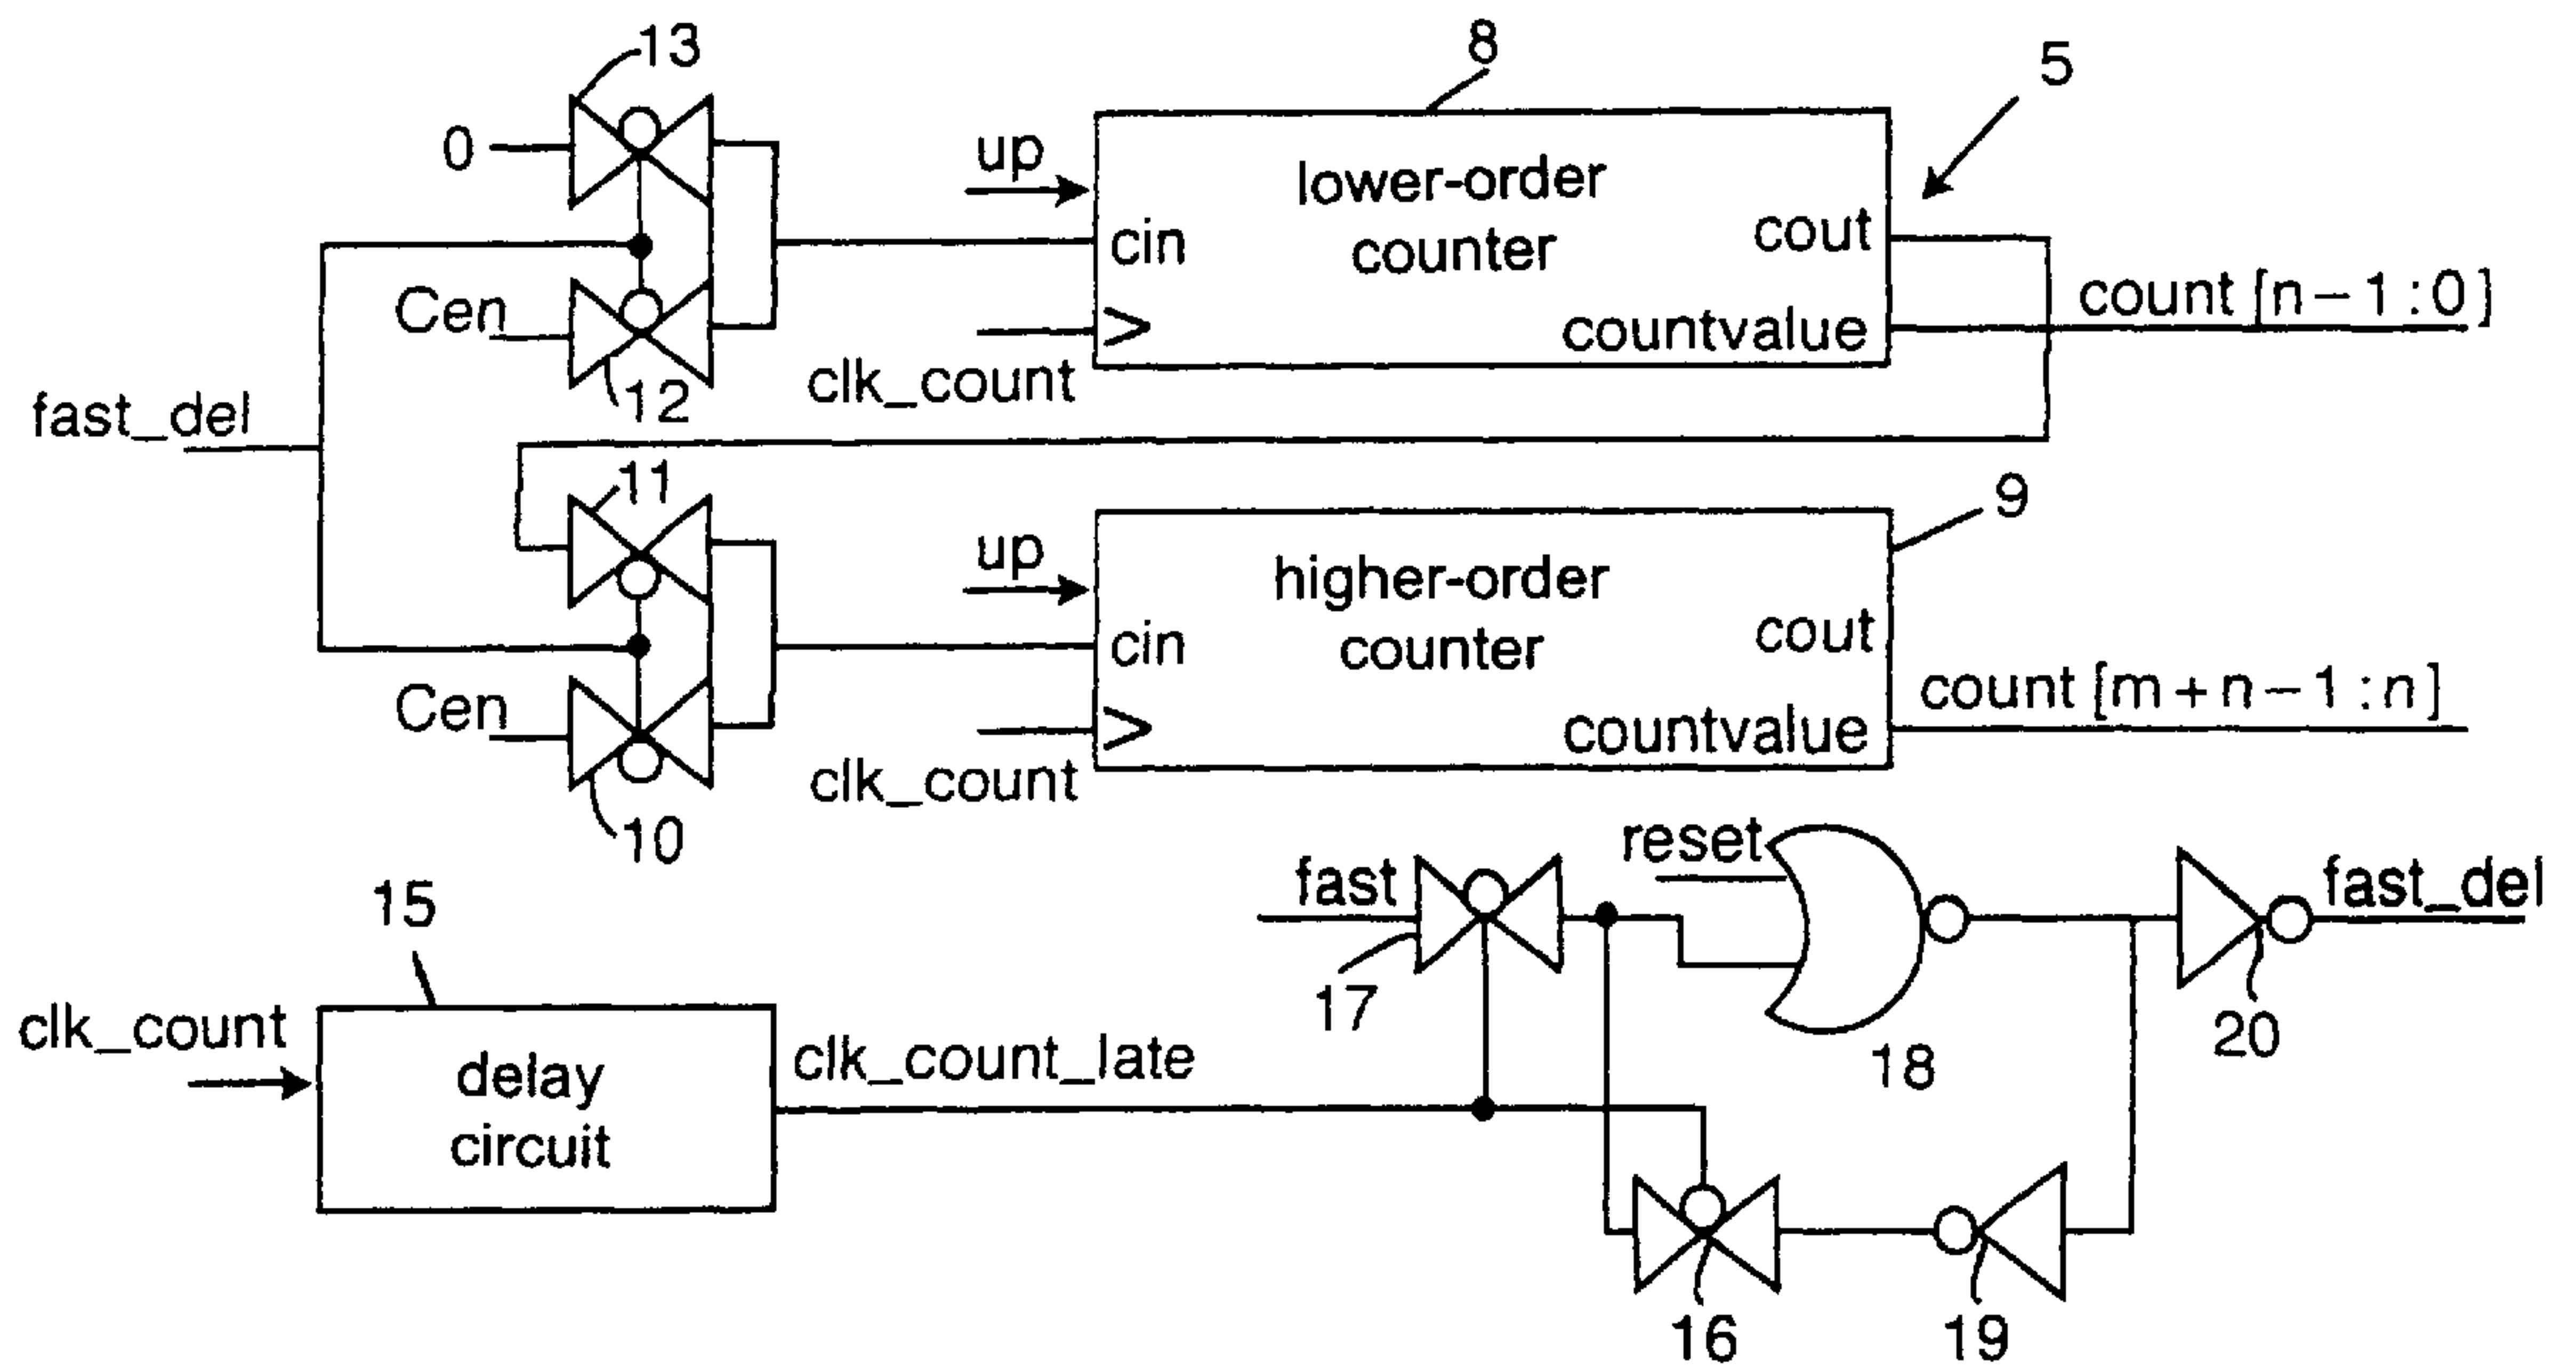 13
8
5
0
up
lower-order
counter
cin
cout
Cen
>
countvalue
count [n-1:0]
clk_count
12
fast_del
11
9
up
higher-order
counter
cin
cout
Cen
>
countvalue
count [m+n-1:n]
clk_count
10
reset
fast
fast_del
15
17
18
20
clk_count
delay
circuit
clk_count_late
16
19